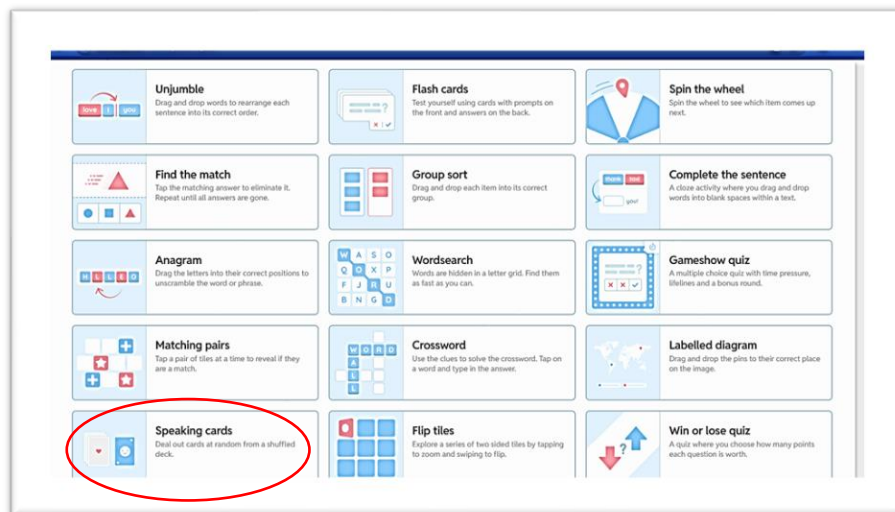 Unjumble
Drag and drop words to rearrange each
sentence into its correct order.
love I you
Flash cards
Test yourself using cards with prompts on
the front and answers on the back.
?
Spin the wheel
Spin the wheel to see which item comes up
next.
Find the match
Tap the matching answer to eliminate it.
Repeat until all answers are gone.
Group sort
Drag and drop each item into its correct
group.
Complete the sentence
A cloze activity where you drag and drop
words into blank spaces within a text.
you!
Anagram
Drag the letters into their correct positions to
unscramble the word or phrase.
H L L E O
Wordsearch
Words are hidden in a letter grid. Find them
as fast as you can.
W A S O
Q O X P
F J R U
B N G D
Gameshow quiz
A multiple choice quiz with time pressure,
lifelines and a bonus round.
?
Matching pairs
Tap a pair of tiles at a time to reveal if they
are a match.
Crossword
Use the clues to solve the crossword. Tap on
a word and type in the answer.
W O R D
A
L
L
Labelled diagram
Drag and drop the pins to their correct place
on the image.
Speaking cards
Deal out cards at random from a shuffled
deck.
Flip tiles
Explore a series of two sided tiles by tapping
to zoom and swiping to flip.
Win or lose quiz
A quiz where you choose how many points
each question is worth.
?